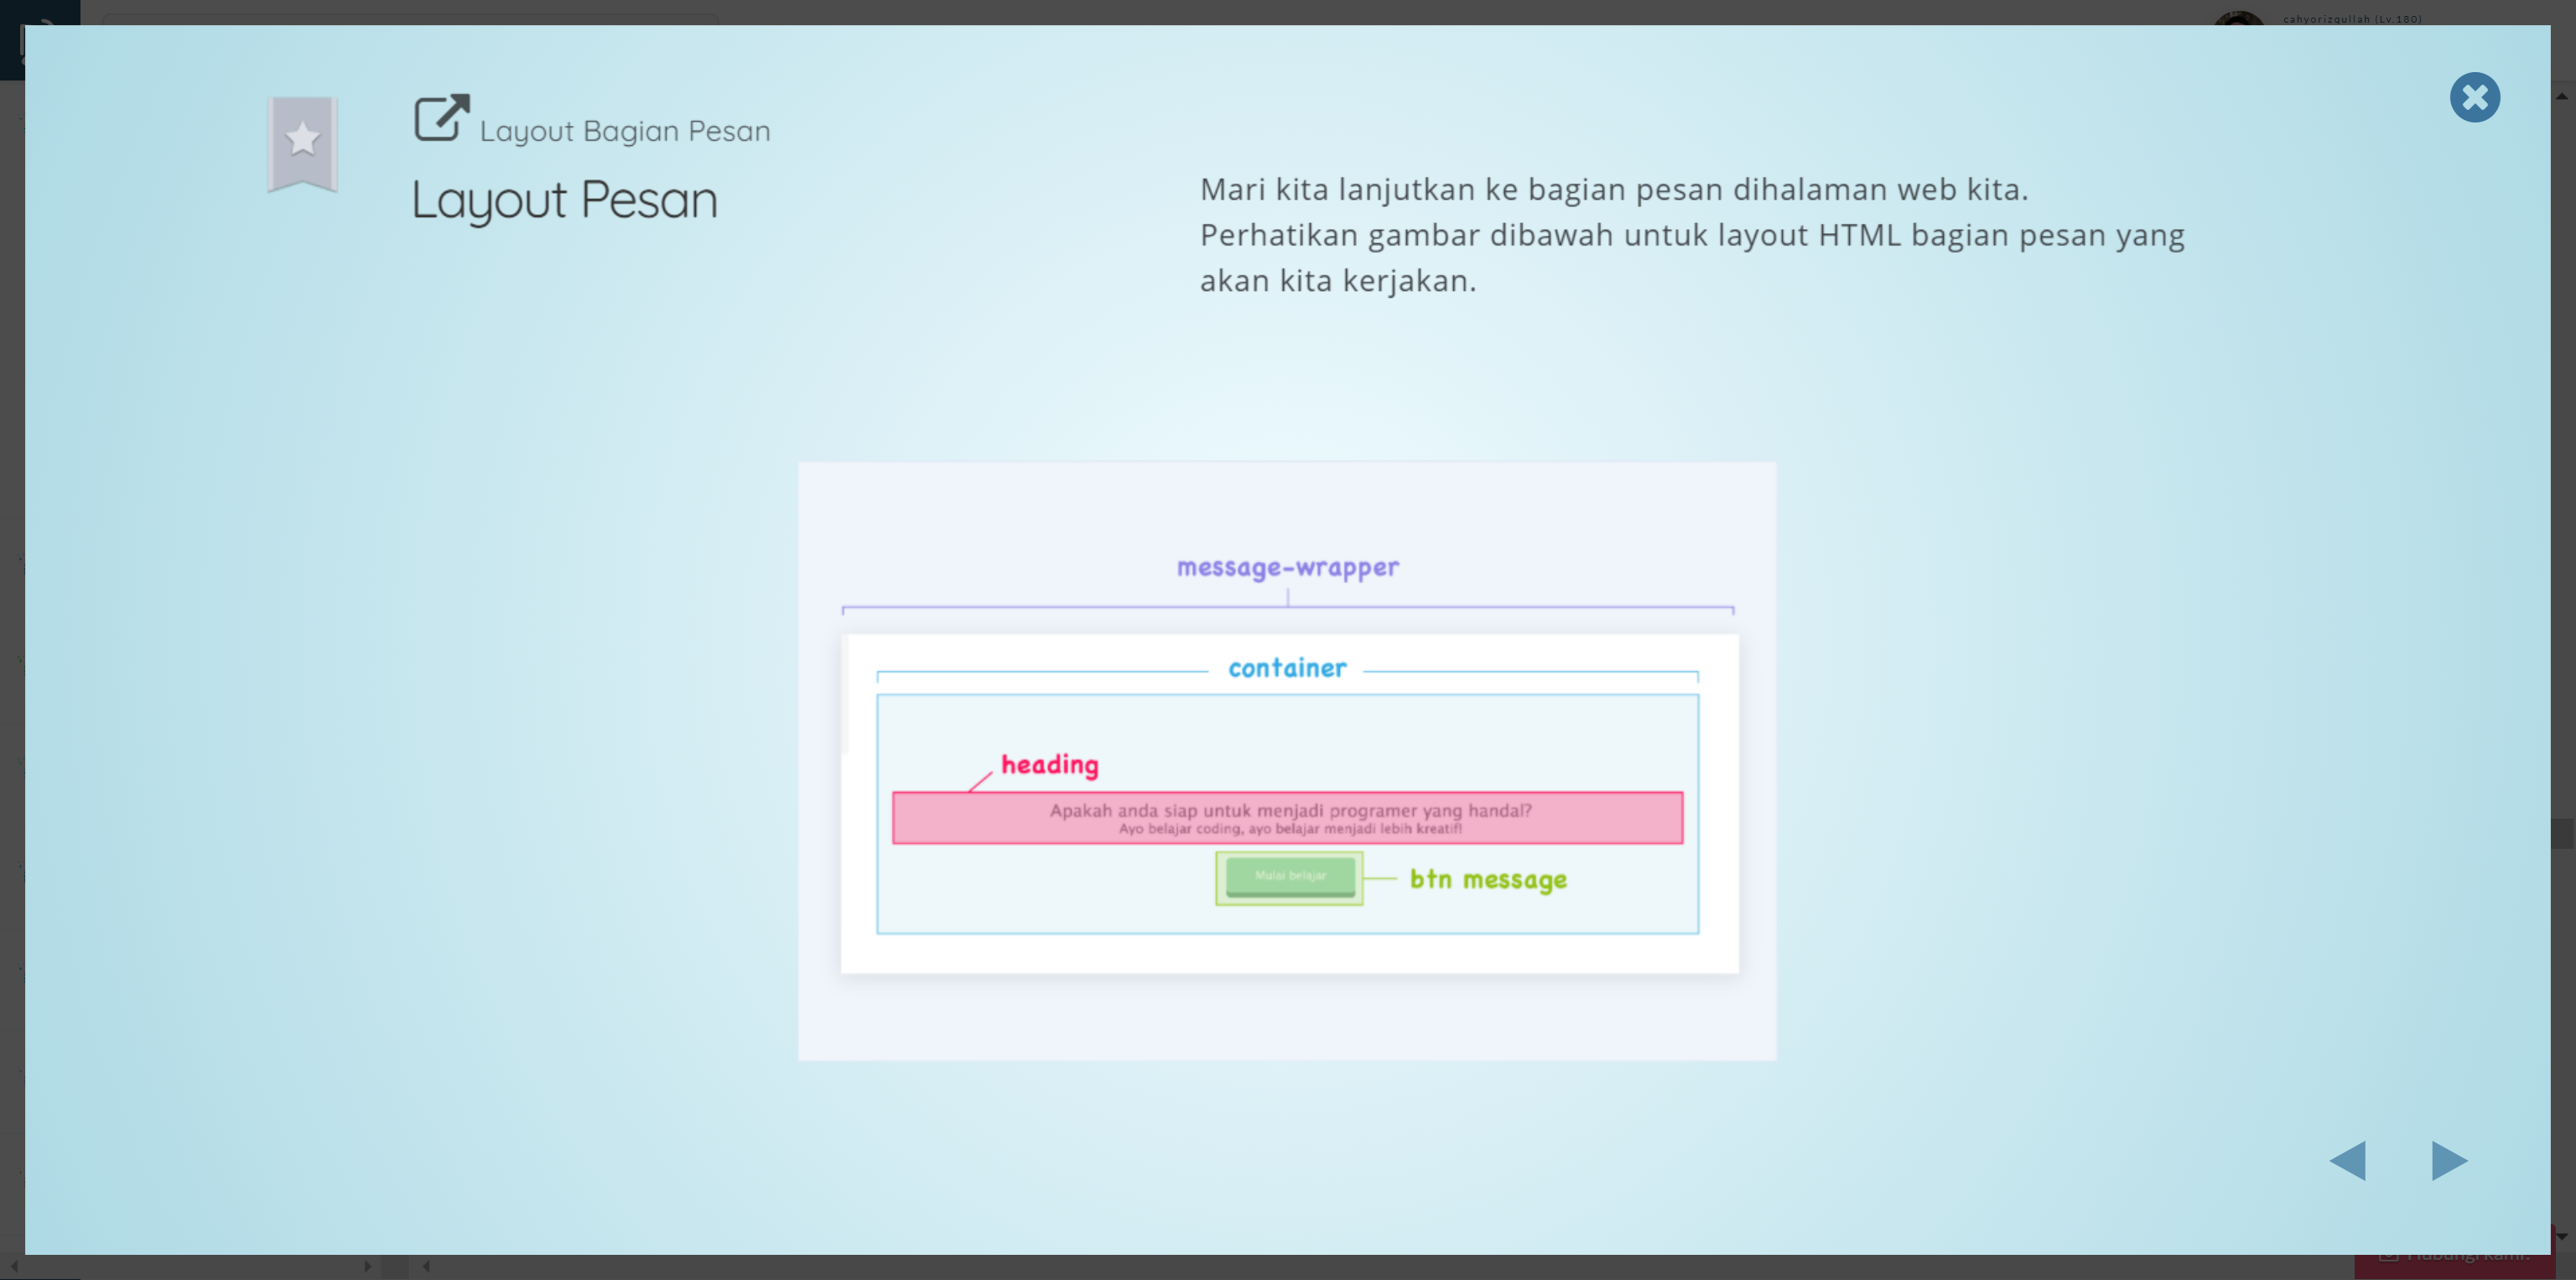 cahyorizqullah (Lv.180)
Layout Bagian Pesan
Layout Pesan
Mari kita lanjutkan ke bagian pesan dihalaman web kita.
Perhatikan gambar dibawah untuk layout HTML bagian pesan yang
akan kita kerjakan.
message-wrapper
container
heading
Apakah anda siap untuk menjadi programer yang handal?
Ayo belajar coding, ayo belajar menjadi lebih kreatif!
Mulai belajar
btn message
Hubungi kami.